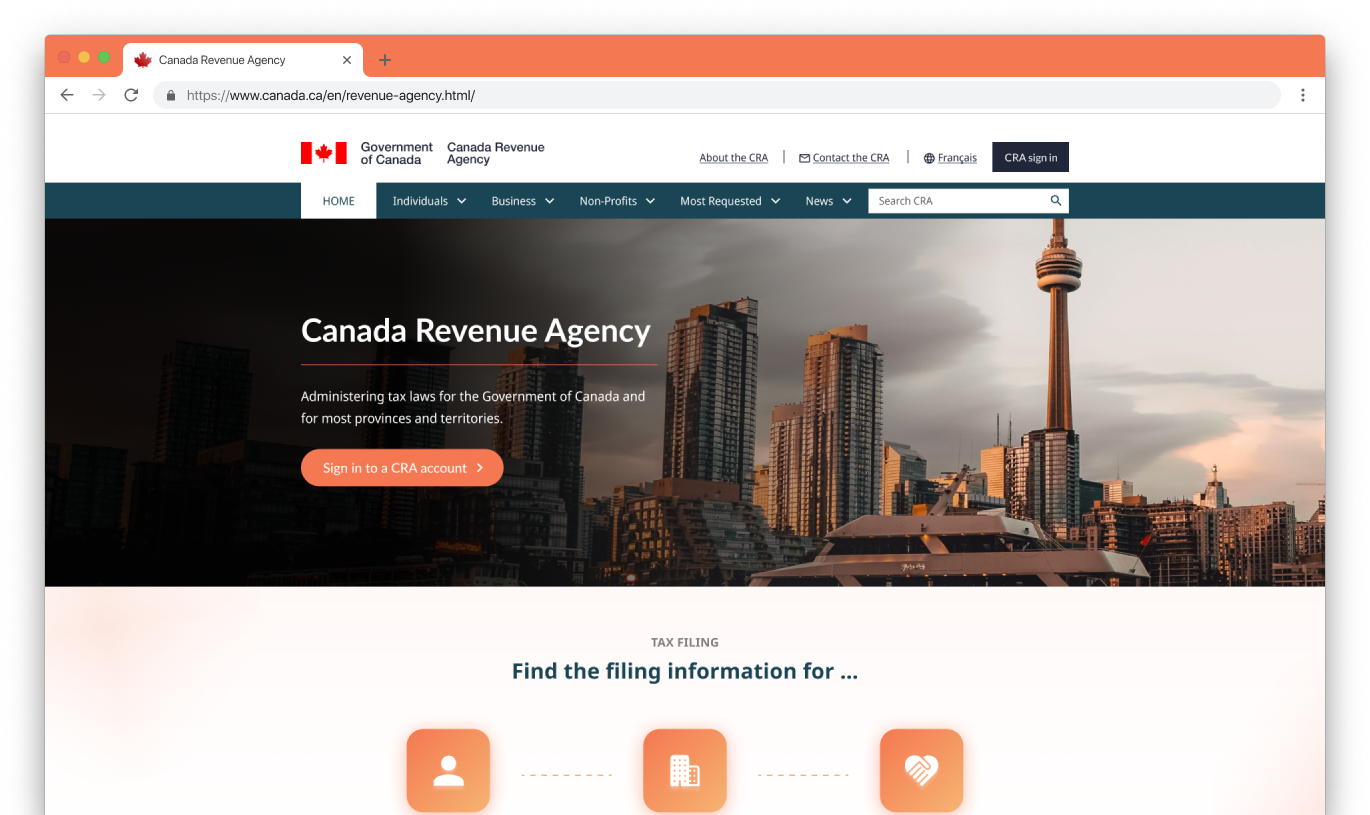 Canada Revenue Agency
https://www.canada.ca/en/revenue-agency.html/
Government of Canada
Canada Revenue Agency
About the CRA
Contact the CRA
Français
CRA sign in
HOME
Individuals
Business
Non-Profits
Most Requested
News
Search CRA
Canada Revenue Agency
Administering tax laws for the Government of Canada and
for most provinces and territories.
Sign in to a CRA account
TAX FILING
Find the filing information for ...